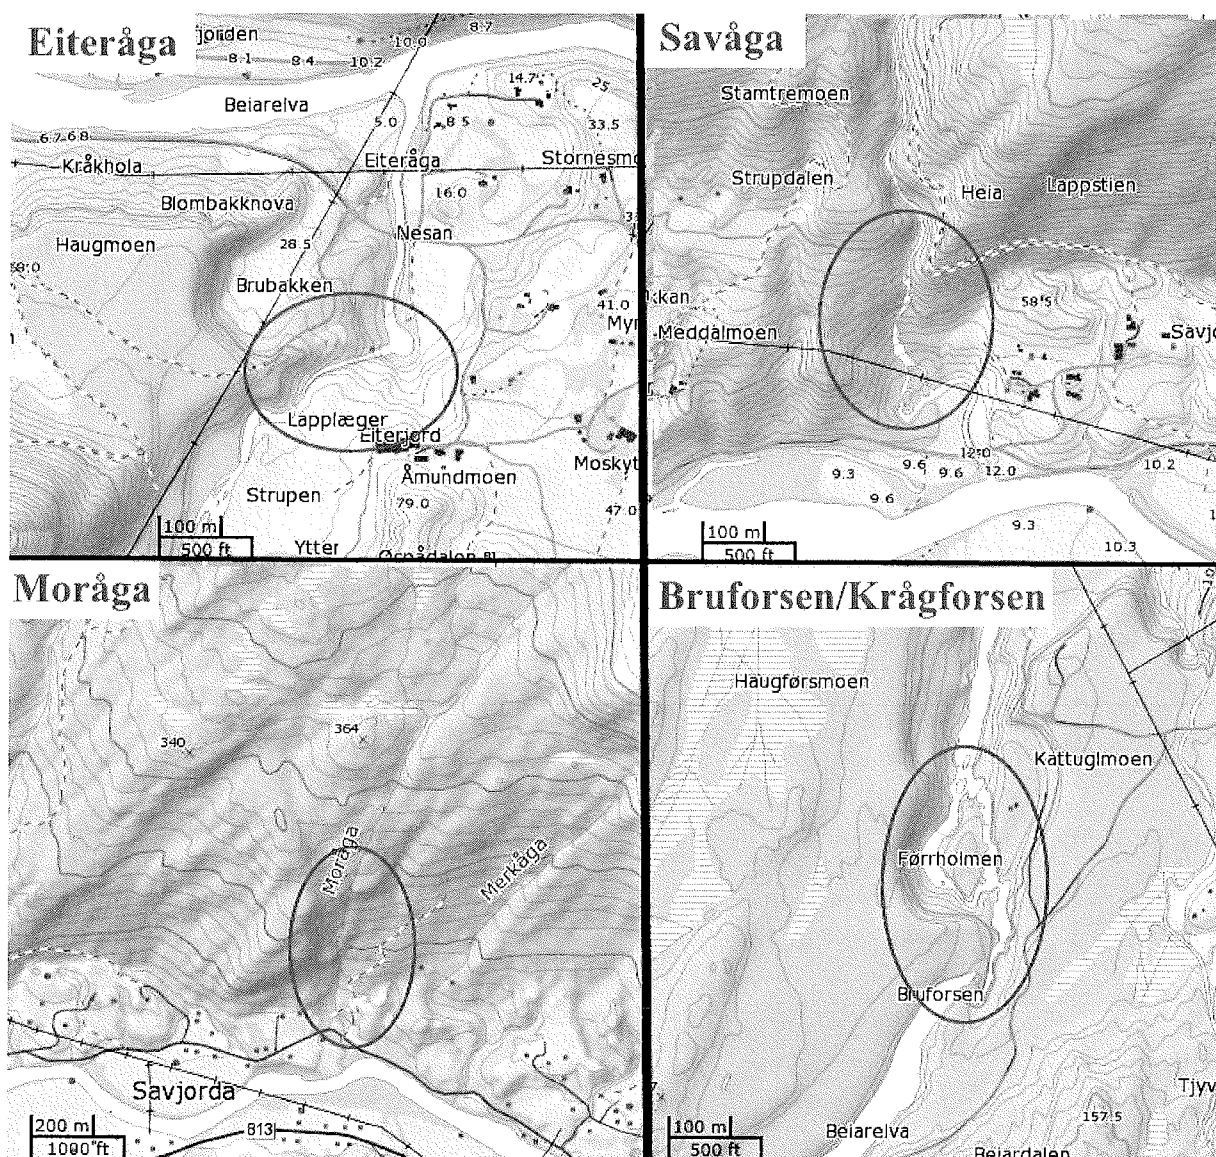 Eiteråga
jorden
8.7
10.0
8.1
8.4
10.2
14.7
25
Beiarelva
5.0
8.5
33.5
6.7
6.8
Kråkhola
Eiteråga
Stornesmo
16.0
Blombakknova
Nesan
Haugmoen
28.5
68.0
Brubakken
41.0
Myr
Lapplæger
Eiterjord
Åmundmoen
Moskyt
Strupen
79.0
47.0
100 m
500 ft
Ytter
Savåga
Stamtremoen
Strupdalen
Heia
Lappstien
58.5
kkan
Meddalmoen
Savjo
12.0
9.3
9.6
9.6
12.0
10.2
9.6
9.3
10.3
100 m
500 ft
Moråga
364
340
Moråga
Merkåga
Savjorda
200 m
1000 ft
813
Bruforsen/Krågforsen
Haugførsmoen
Kattuglmoen
Førrholmen
Bruforsen
Tjyv
157.5
100 m
500 ft
Beiarelva
Beiardalen